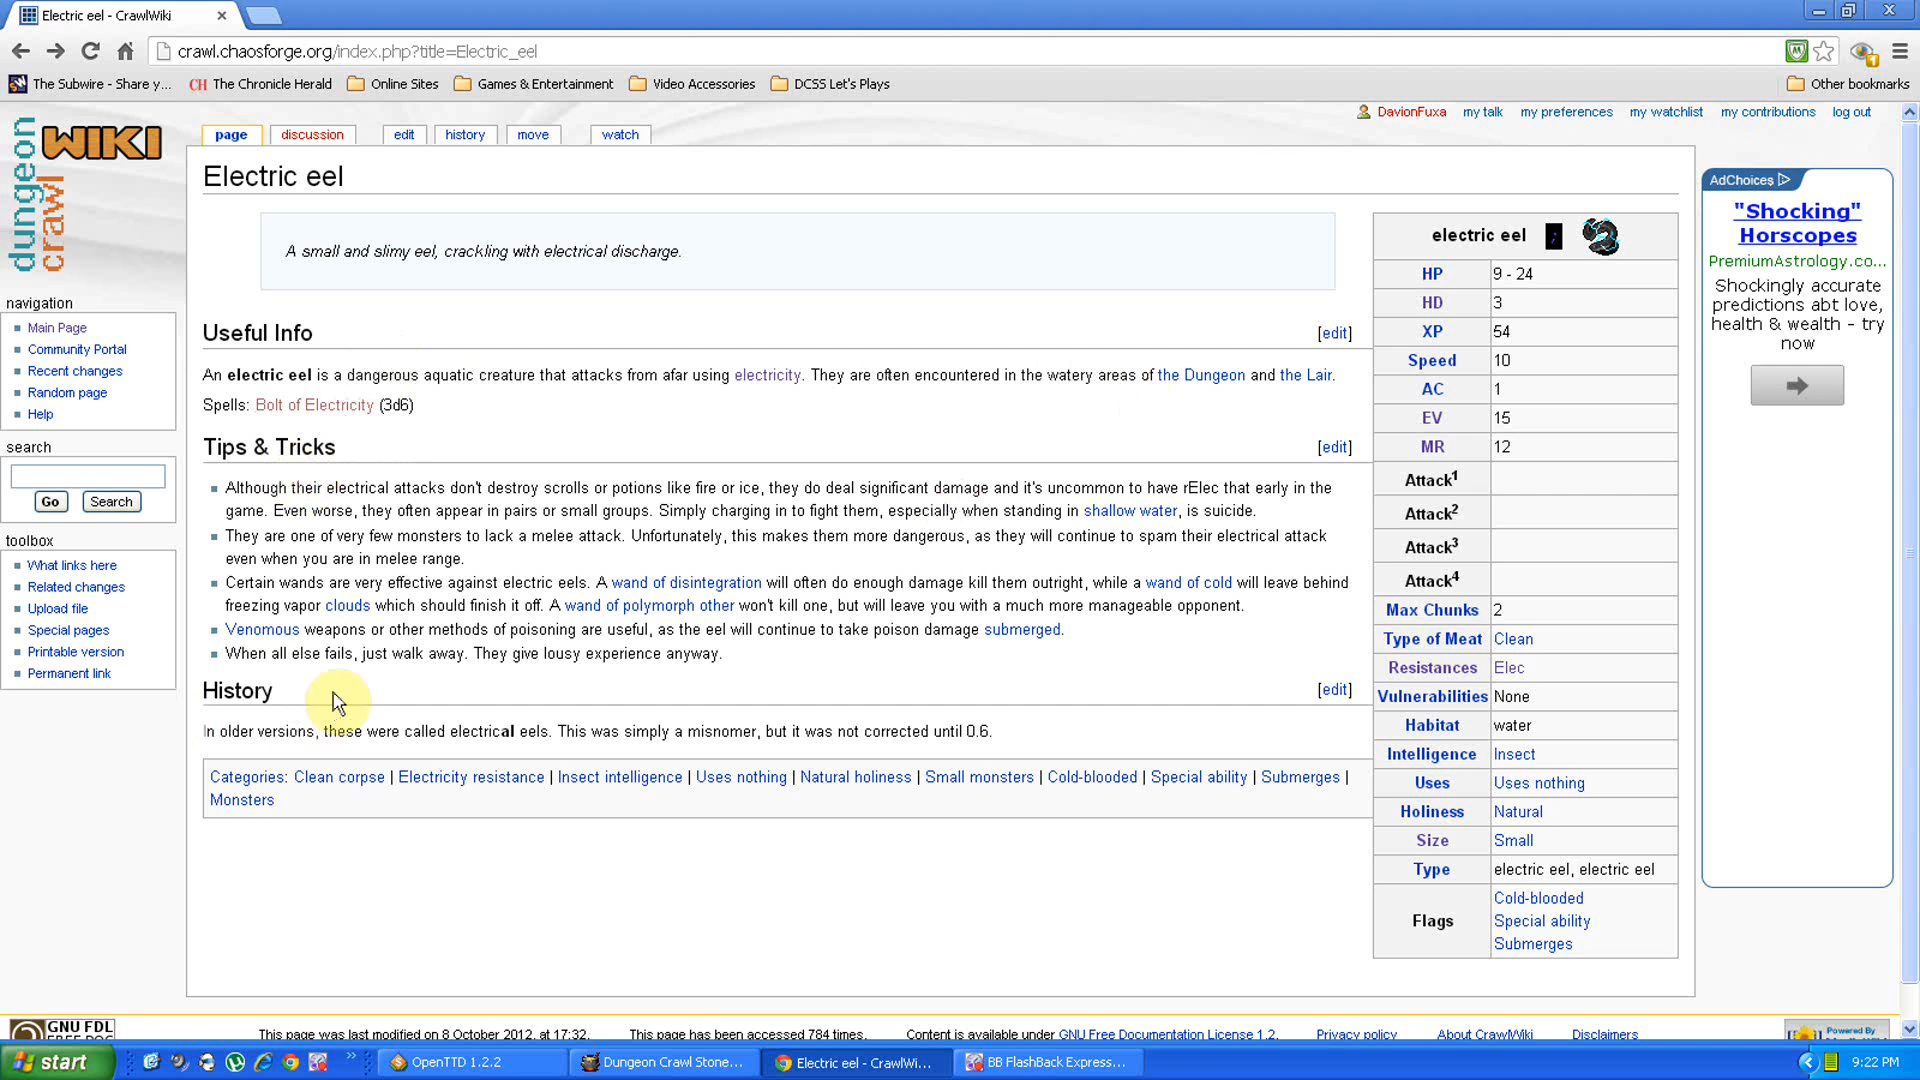 Electric eel - CrawlWiki
crawl.chaosforge.org/index.php?title=Electric_eel
The Subwire - Share y...
CH The Chronicle Herald
Online Sites
Games & Entertainment
Video Accessories
DCSS Let's Plays
Other bookmarks
DavionFuxa my talk my preferences my watchlist my contributions log out
dungeon crawl WIKI
page discussion edit history move watch
Electric eel
A small and slimy eel, crackling with electrical discharge.
Useful Info [edit]
An electric eel is a dangerous aquatic creature that attacks from afar using electricity. They are often encountered in the watery areas of the Dungeon and the Lair.
Spells: Bolt of Electricity (3d6)
Tips & Tricks [edit]
Although their electrical attacks don't destroy scrolls or potions like fire or ice, they do deal significant damage and it's uncommon to have rElec that early in the
game. Even worse, they often appear in pairs or small groups. Simply charging in to fight them, especially when standing in shallow water, is suicide.
They are one of very few monsters to lack a melee attack. Unfortunately, this makes them more dangerous, as they will continue to spam their electrical attack
even when you are in melee range.
Certain wands are very effective against electric eels. A wand of disintegration will often do enough damage kill them outright, while a wand of cold will leave behind
freezing vapor clouds which should finish it off. A wand of polymorph other won't kill one, but will leave you with a much more manageable opponent.
Venomous weapons or other methods of poisoning are useful, as the eel will continue to take poison damage submerged.
When all else fails, just walk away. They give lousy experience anyway.
History [edit]
In older versions, these were called electrical eels. This was simply a misnomer, but it was not corrected until 0.6.
Categories: Clean corpse | Electricity resistance | Insect intelligence | Uses nothing | Natural holiness | Small monsters | Cold-blooded | Special ability | Submerges |
Monsters
electric eel
HP 9 - 24
HD 3
XP 54
Speed 10
AC 1
EV 15
MR 12
Attack1
Attack2
Attack3
Attack4
Max Chunks 2
Type of Meat Clean
Resistances Elec
Vulnerabilities None
Habitat water
Intelligence Insect
Uses Uses nothing
Holiness Natural
Size Small
Type electric eel, electric eel
Flags Cold-blooded
Special ability
Submerges
navigation
Main Page
Community Portal
Recent changes
Random page
Help
search
Go Search
toolbox
What links here
Related changes
Upload file
Special pages
Printable version
Permanent link
AdChoices
"Shocking"
Horscopes
PremiumAstrology.co...
Shockingly accurate
predictions abt love,
health & wealth - try
now
GNU FDL
This page was last modified on 8 October 2012, at 17:32. This page has been accessed 784 times. Content is available under GNU Free Documentation License 1.2. Privacy policy About CrawlWiki Disclaimers
Powered By
start
OpenTTD 1.2.2
Dungeon Crawl Stone...
Electric eel - CrawlWi...
BB FlashBack Express...
9:22 PM